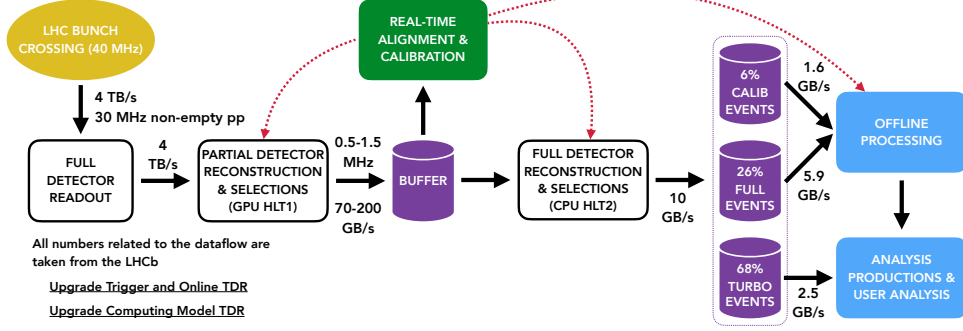 LHC BUNCH
CROSSING (40 MHz)
REAL-TIME
ALIGNMENT &
CALIBRATION
4 TB/s
30 MHz non-empty pp
FULL
DETECTOR
READOUT
4
TB/s
PARTIAL DETECTOR
RECONSTRUCTION
& SELECTIONS
(GPU HLT1)
0.5-1.5
MHz
70-200
GB/s
BUFFER
FULL DETECTOR
RECONSTRUCTION
& SELECTIONS
(CPU HLT2)
10
GB/s
6%
CALIB
EVENTS
26%
FULL
EVENTS
68%
TURBO
EVENTS
1.6
GB/s
5.9
GB/s
2.5
GB/s
OFFLINE
PROCESSING
ANALYSIS
PRODUCTIONS &
USER ANALYSIS
All numbers related to the dataflow are
taken from the LHCb
Upgrade Trigger and Online TDR
Upgrade Computing Model TDR